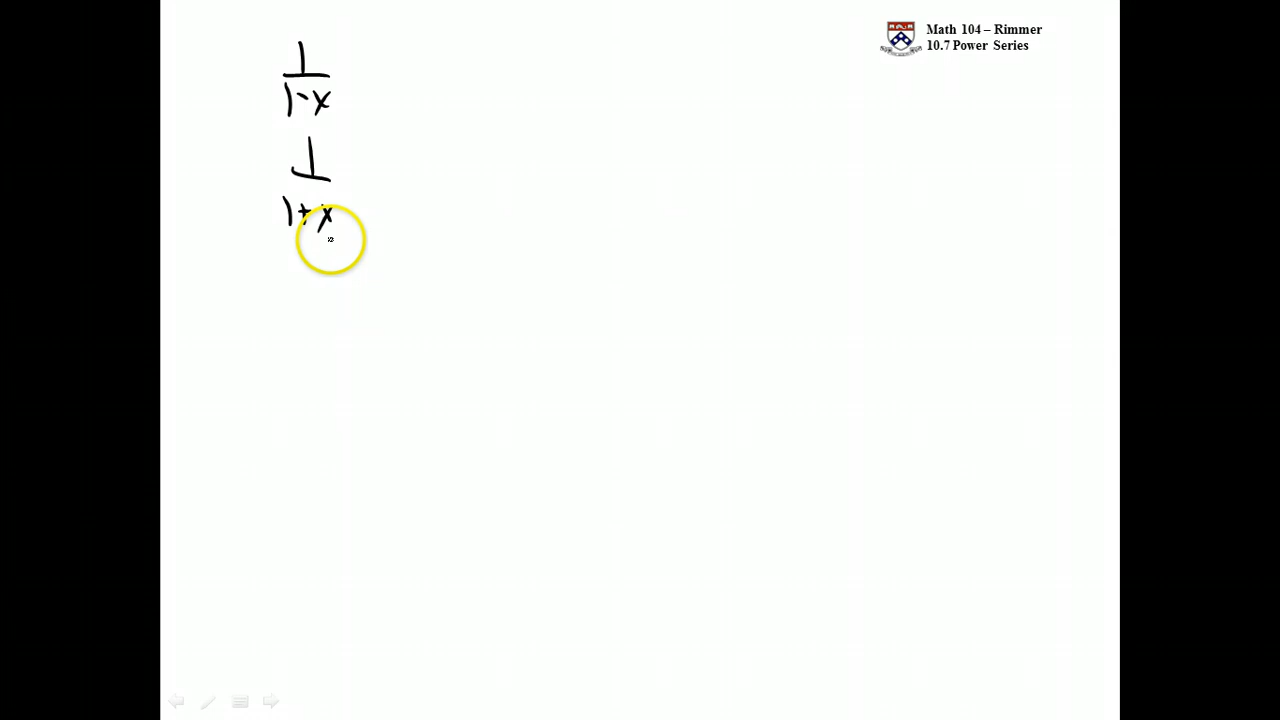 Math 104 – Rimmer
10.7 Power Series
1
1-x
1
1+x